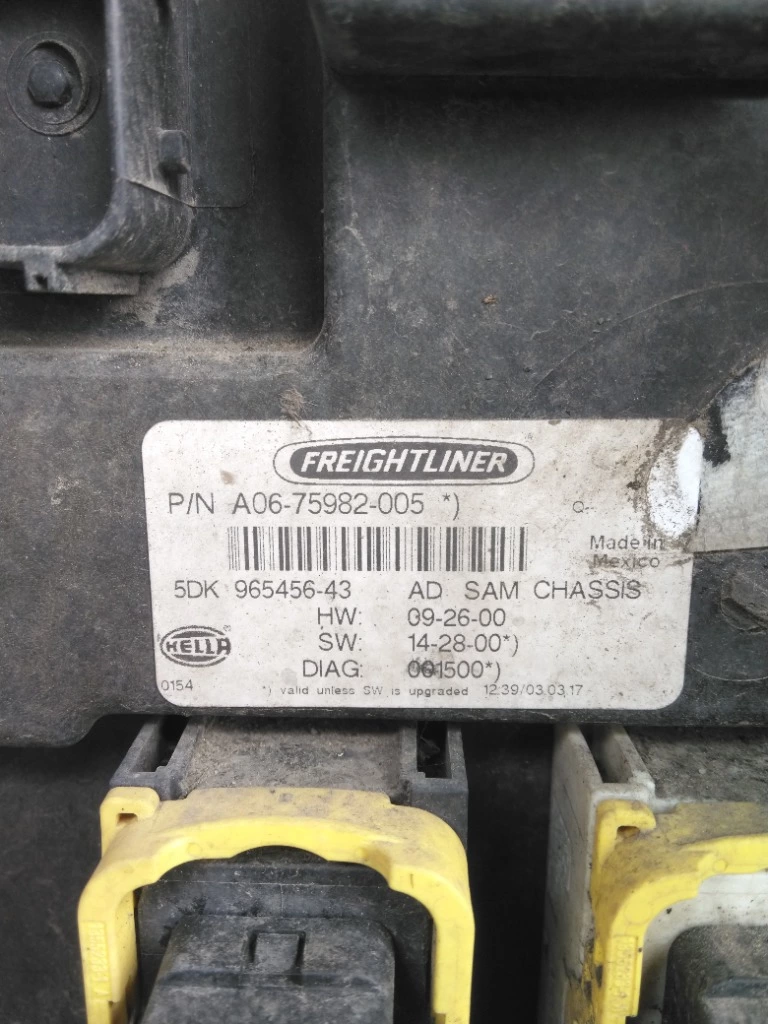 FREIGHTLINER
P/N A06-75982-005 *)
Q--
Made in
Mexico
5DK 965456-43 AD SAM CHASSIS
HW: 09-26-00
SW: 14-28-00*)
HELLA
DIAG: 001500*)
0154
*) valid unless SW is upgraded 12:39/03.03.17